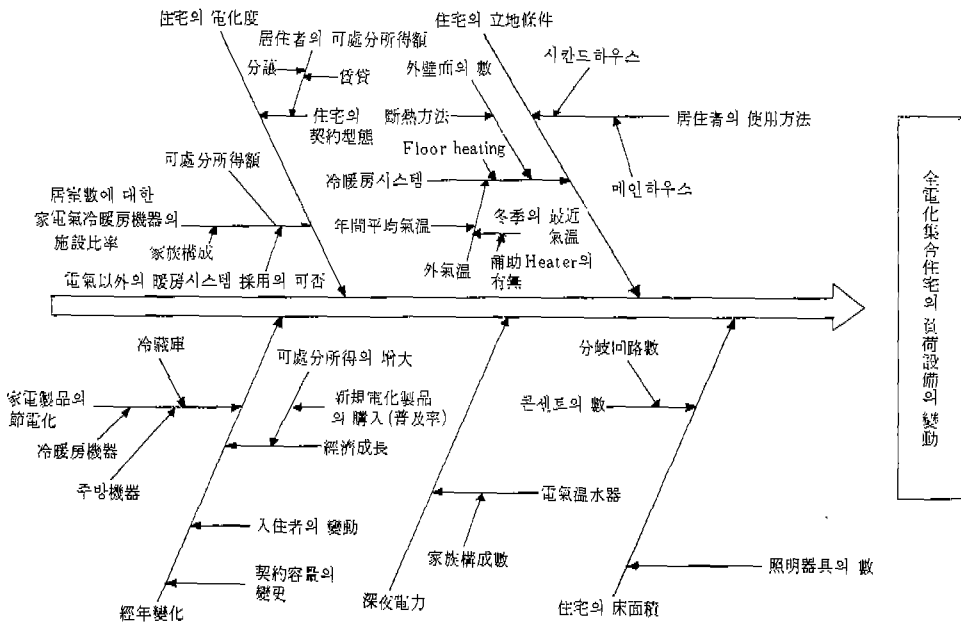 住宅의 電化度
住宅의 立地條件
居住者의 可處分所得額
分讓
賃貸
住宅의
契約型態
可處分所得額
居室數에 대한
家電氣冷暖房機器의
施設比率
家族構成
電氣以外의 暖房시스템 採用의 可否
外壁面의 數
斷熱方法
Floor heating
冷暖房시스템
年間平均氣溫
冬季의 最近
氣溫
外氣溫
補助Heater의
有無
시칸드하우스
居住者의 使用方法
메인하우스
全電化集合住宅의 負荷設備의 變動
冷藏庫
家電製品의
節電化
冷暖房機器
주방機器
可處分所得의 增大
新規電化製品
의 購入(普及率)
經濟成長
入住者의 變動
契約容量의
變更
經年變化
電氣溫水器
家族構成數
深夜電力
分岐回路數
콘센트의 數
照明器具의 數
住宅의 床面積